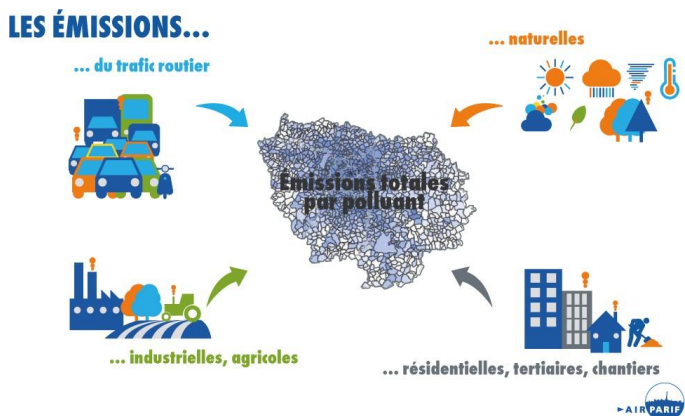 LES ÉMISSIONS...
... du trafic routier
... naturelles
Émissions totales
par polluant
... industrielles, agricoles
... résidentielles, tertiaires, chantiers
AIRPARIF